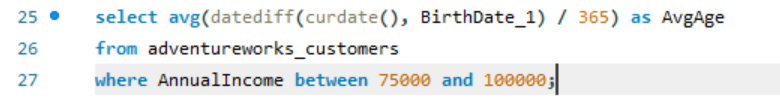 25 select avg(datediff(curdate(), BirthDate_1) / 365) as AvgAge
26 from adventureworks_customers
27 where AnnualIncome between 75000 and 100000;